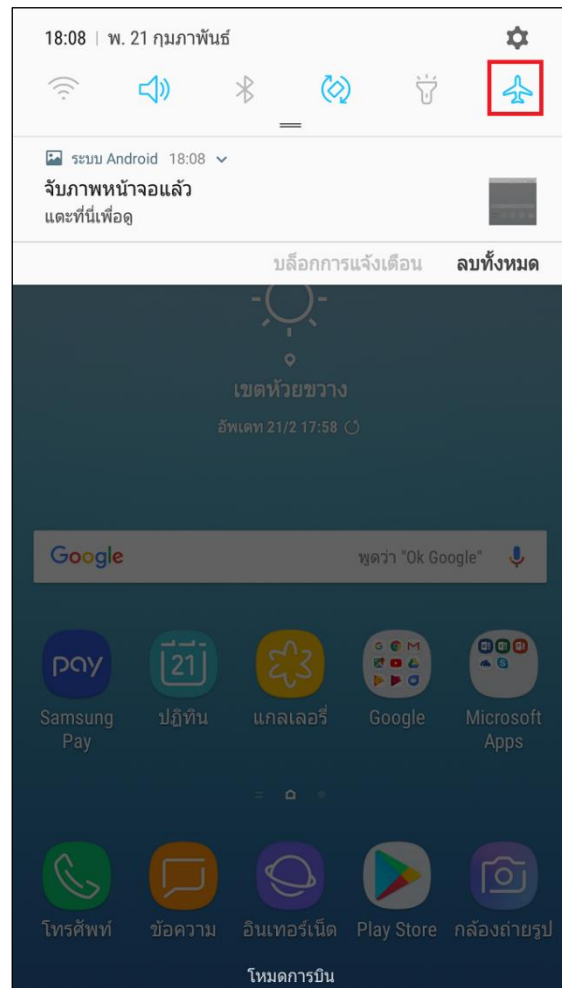 18:08 | พ. 21 กุมภาพันธ์
ระบบ Android 18:08
จับภาพหน้าจอแล้ว
แตะที่นี่เพื่อดู
บล็อกการแจ้งเตือน ลบทั้งหมด
เขตห้วยขวาง
อัพเดท 21/2 17:58
Google พูดว่า "Ok Google"
pay 21
Samsung Pay ปฏิทิน แกลเลอรี่ Google Microsoft Apps
โทรศัพท์ ข้อความ อินเทอร์เน็ต Play Store กล้องถ่ายรูป
โหมดการบิน